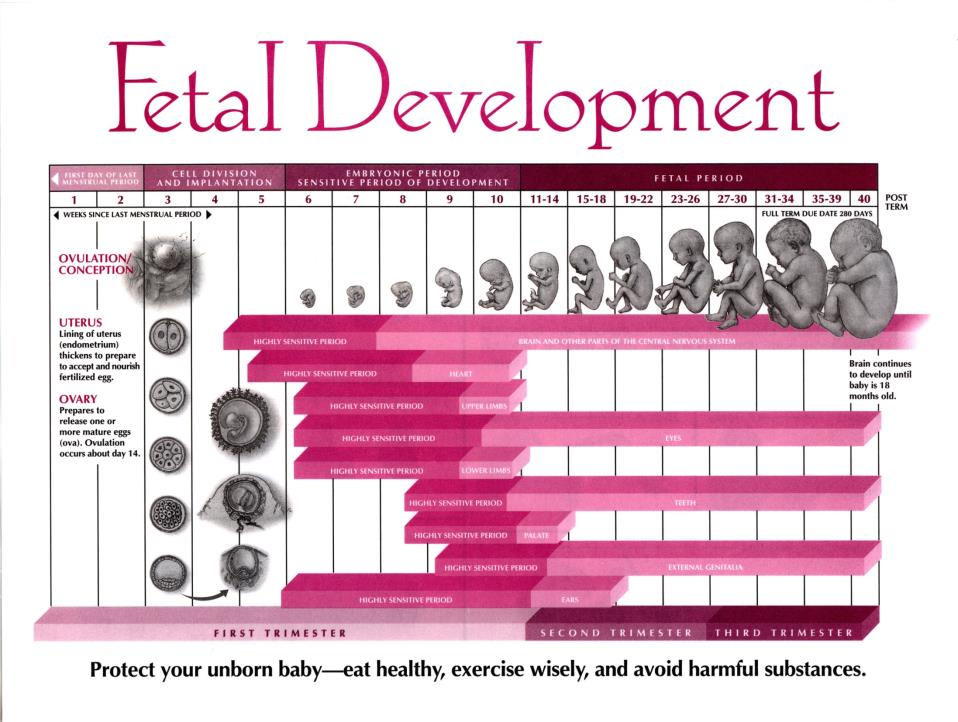 Fetal Development
FIRST DAY OF LAST
MENSTRUAL PERIOD
CELL DIVISION
AND IMPLANTATION
EMBRYONIC PERIOD
SENSITIVE PERIOD OF DEVELOPMENT
FETAL PERIOD
1 2 3 4 5 6 7 8 9 10 11-14 15-18 19-22 23-26 27-30 31-34 35-39 40
POST
TERM
WEEKS SINCE LAST MENSTRUAL PERIOD
FULL TERM DUE DATE 280 DAYS
OVULATION/
CONCEPTION
UTERUS
Lining of uterus
(endometrium)
thickens to prepare
to accept and nourish
fertilized egg.
OVARY
Prepares to
release one or
more mature eggs
(ova). Ovulation
occurs about day 14.
HIGHLY SENSITIVE PERIOD BRAIN AND OTHER PARTS OF THE CENTRAL NERVOUS SYSTEM
Brain continues
to develop until
baby is 18
months old.
HIGHLY SENSITIVE PERIOD HEART
HIGHLY SENSITIVE PERIOD UPPER LIMBS
HIGHLY SENSITIVE PERIOD EYES
HIGHLY SENSITIVE PERIOD LOWER LIMBS
HIGHLY SENSITIVE PERIOD TEETH
HIGHLY SENSITIVE PERIOD PALATE
HIGHLY SENSITIVE PERIOD EXTERNAL GENITALIA
HIGHLY SENSITIVE PERIOD EARS
FIRST TRIMESTER SECOND TRIMESTER THIRD TRIMESTER
Protect your unborn baby—eat healthy, exercise wisely, and avoid harmful substances.